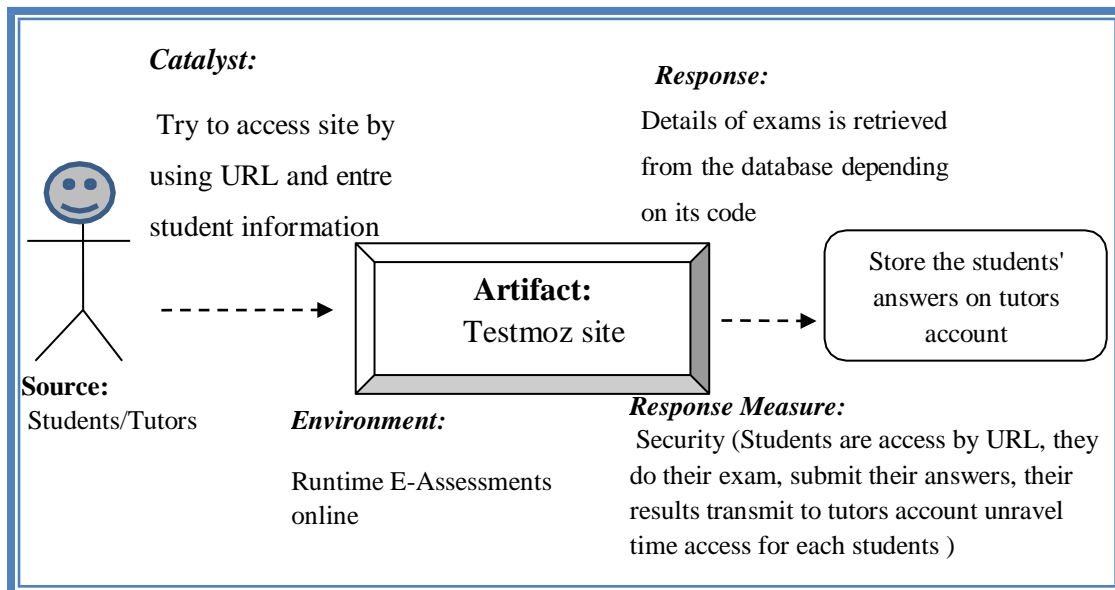 Catalyst:
Try to access site by
using URL and entre
student information
Response:
Details of exams is retrieved
from the database depending
on its code
Artifact:
Testmoz site
Store the students'
answers on tutors
account
Source:
Students/Tutors
Environment:
Runtime E-Assessments
online
Response Measure:
Security (Students are access by URL, they
do their exam, submit their answers, their
results transmit to tutors account unravel
time access for each students )